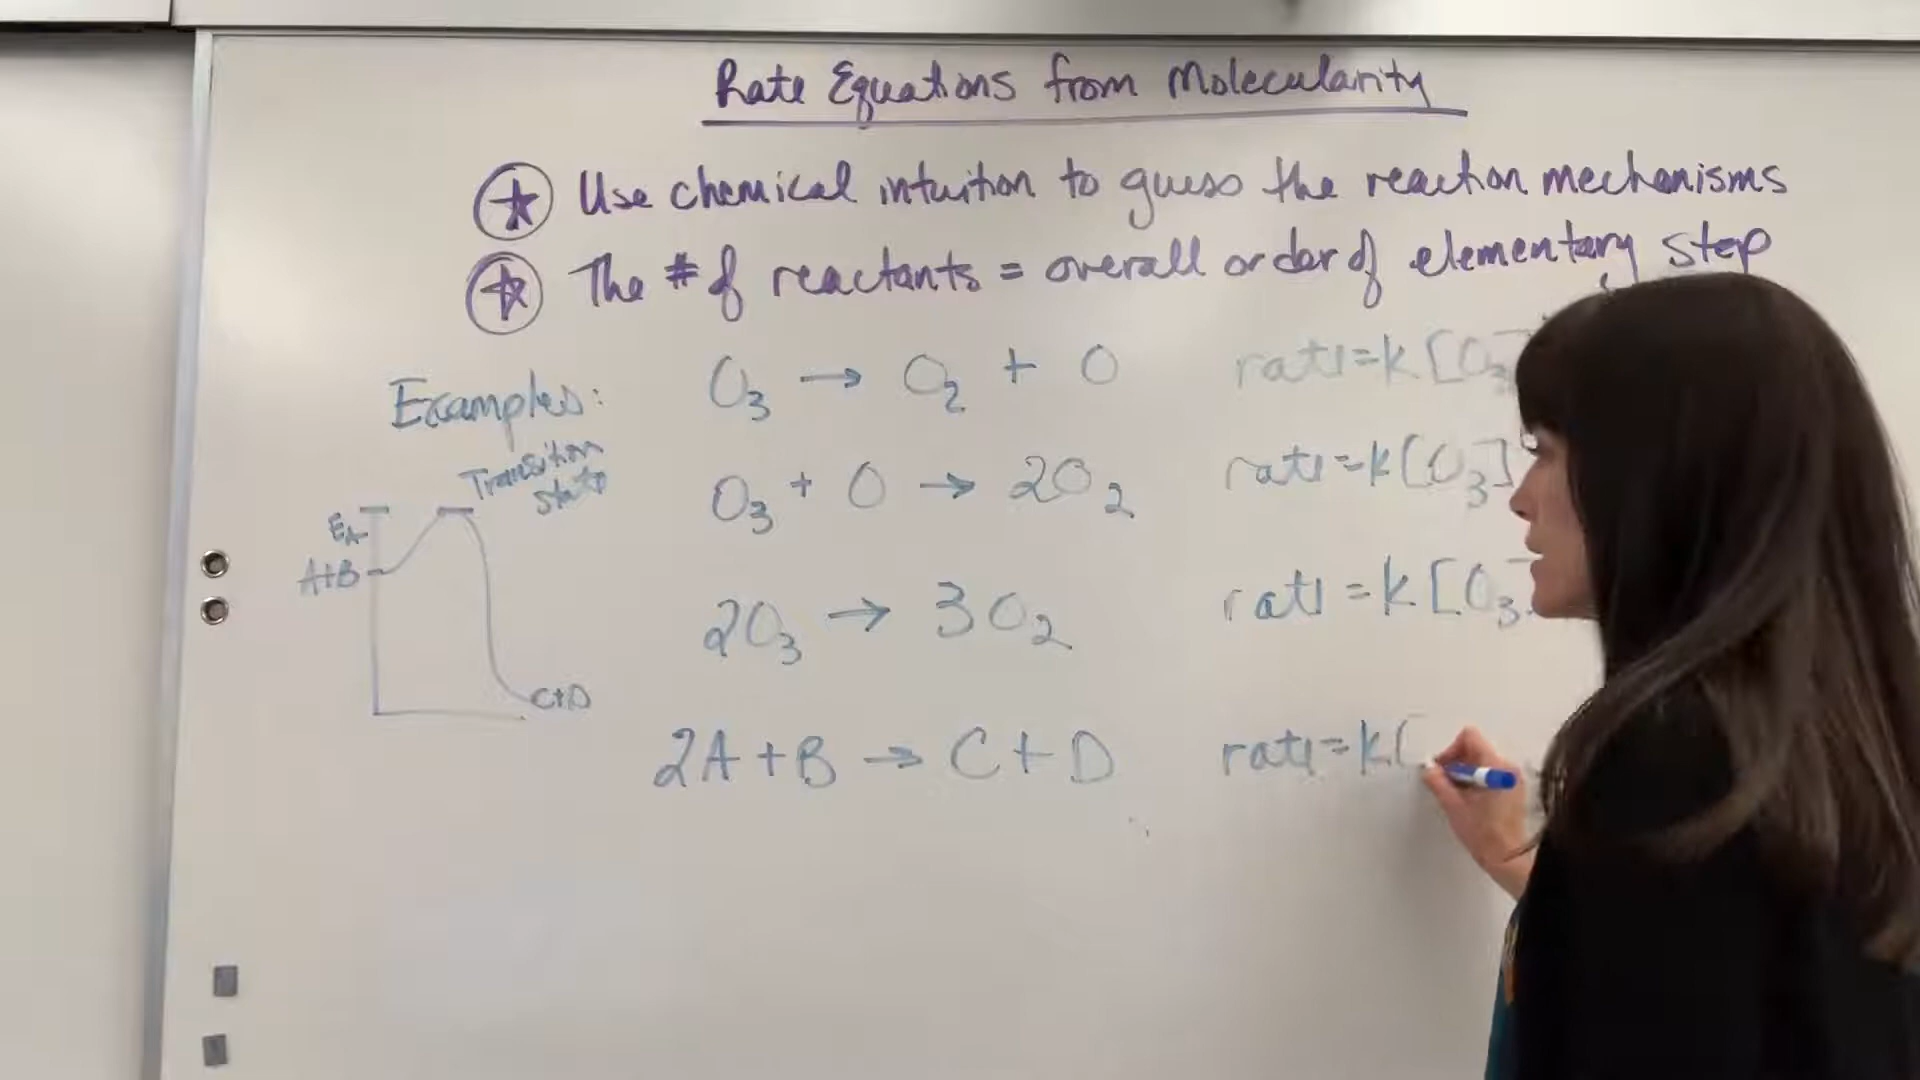 Rate Equations from Molecularity
Use chemical intuition to guess the reaction mechanisms
The # of reactants = overall order of elementary step
Examples:
O₃ → O₂ + O rate=k[O₃]
O₃ + O → 2O₂ rate=k[O₃]
2O₃ → 3O₂ rate=k[O₃]
2A+B → C+D rate=k[
Transition
state
EA
A+B
C+D